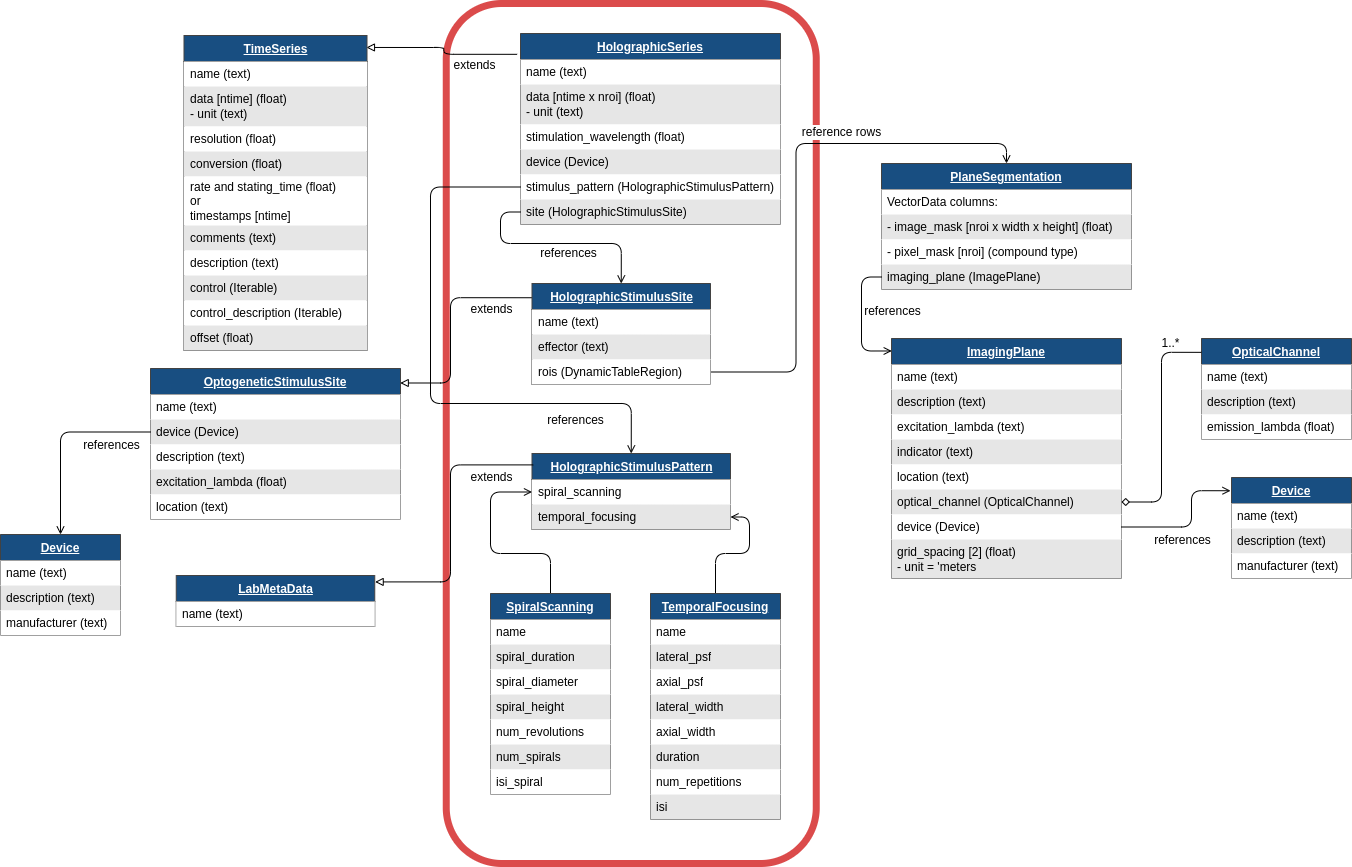 TimeSeries
name (text)
data [ntime] (float)
- unit (text)
resolution (float)
conversion (float)
rate and stating_time (float)
or
timestamps [ntime]
comments (text)
description (text)
control (Iterable)
control_description (Iterable)
offset (float)
extends
HolographicSeries
name (text)
data [ntime x nroi] (float)
- unit (text)
stimulation_wavelength (float)
device (Device)
stimulus_pattern (HolographicStimulusPattern)
site (HolographicStimulusSite)
references
reference rows
PlaneSegmentation
VectorData columns:
- image_mask [nroi x width x height] (float)
- pixel_mask [nroi] (compound type)
imaging_plane (ImagePlane)
references
extends
HolographicStimulusSite
name (text)
effector (text)
rois (DynamicTableRegion)
OptogeneticStimulusSite
name (text)
device (Device)
description (text)
excitation_lambda (float)
location (text)
references
Device
name (text)
description (text)
manufacturer (text)
references
extends
HolographicStimulusPattern
spiral_scanning
temporal_focusing
LabMetaData
name (text)
SpiralScanning
name
spiral_duration
spiral_diameter
spiral_height
num_revolutions
num_spirals
isi_spiral
TemporalFocusing
name
lateral_psf
axial_psf
lateral_width
axial_width
duration
num_repetitions
isi
ImagingPlane
name (text)
description (text)
excitation_lambda (text)
indicator (text)
location (text)
optical_channel (OpticalChannel)
device (Device)
grid_spacing [2] (float)
- unit = 'meters
1..*
OpticalChannel
name (text)
description (text)
emission_lambda (float)
references
Device
name (text)
description (text)
manufacturer (text)